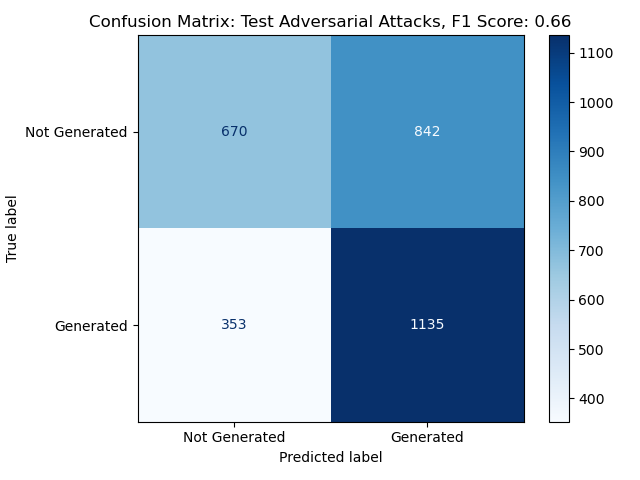 Confusion Matrix: Test Adversarial Attacks, F1 Score: 0.66
True label
Not Generated
670
842
Generated
353
1135
Not Generated
Generated
Predicted label
1100
1000
900
800
700
600
500
400